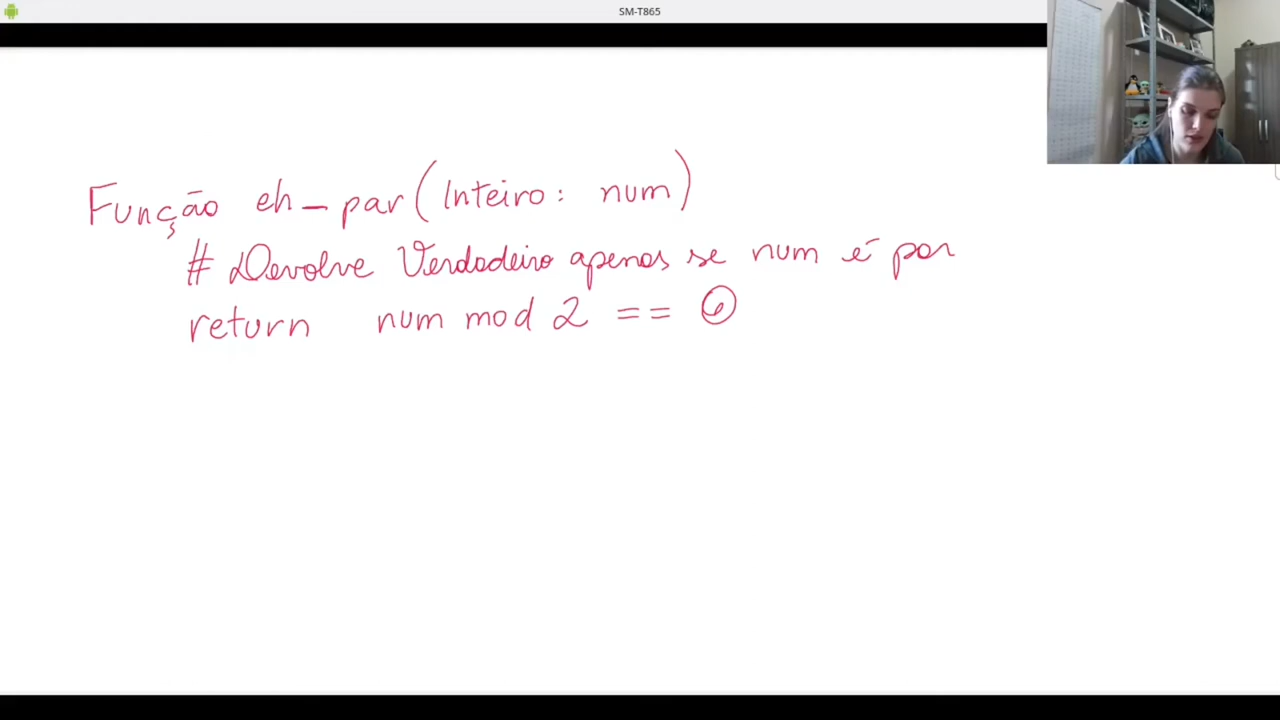 SM-T865
Função eh_par(Inteiro: num)
# Devolve Verdadeiro apenas se num é par
return num mod 2 == 0